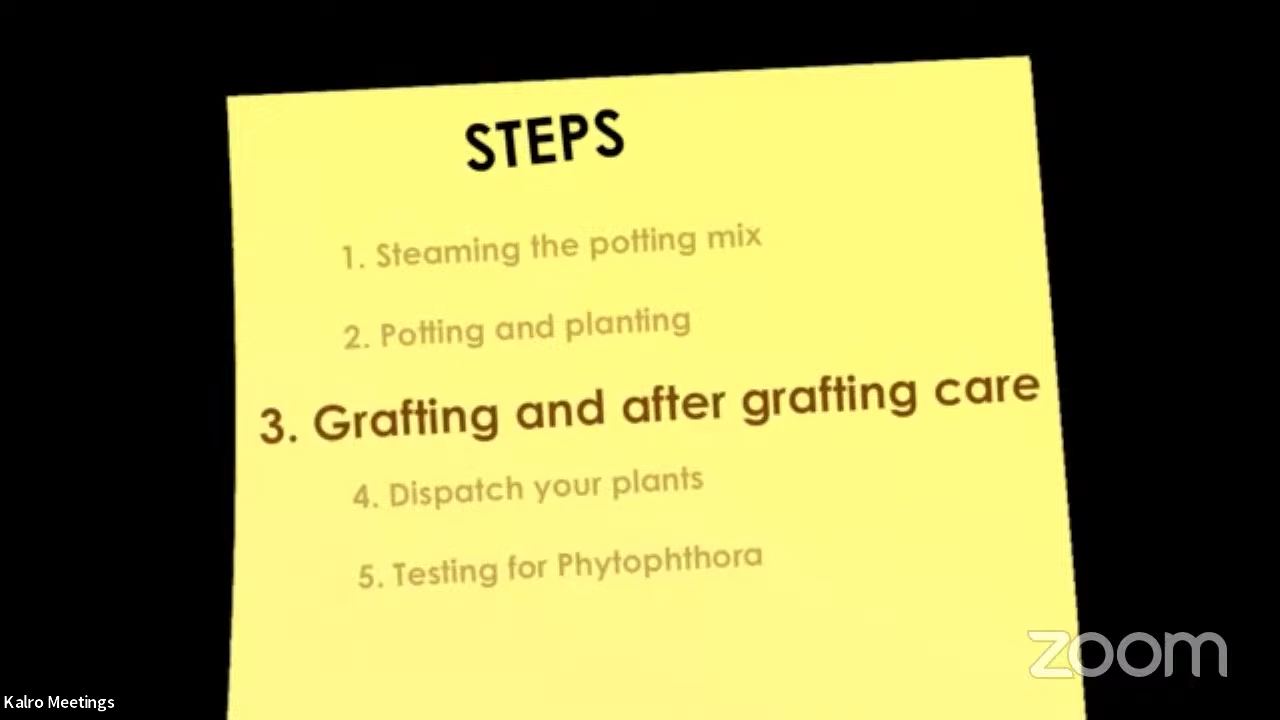 STEPS
1. Steaming the potting mix
2. Potting and planting
3. Grafting and after grafting care
4. Dispatch your plants
5. Testing for Phytophthora
zoom
Kalro Meetings